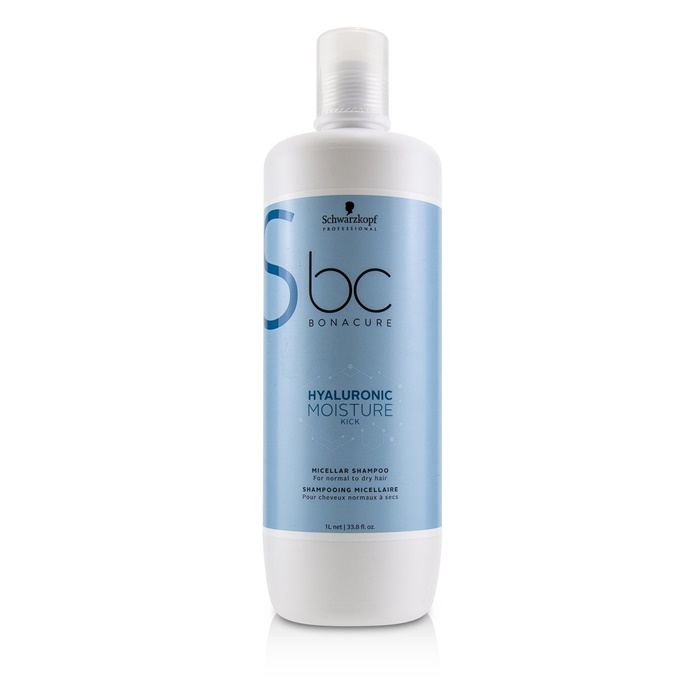 Schwarzkopf
PROFESSIONAL
S
bc
BONACURE
HYALURONIC
MOISTURE
KICK
MICELLAR SHAMPOO
For normal to dry hair
SHAMPOOING MICELLAIRE
Pour cheveux normaux à secs
1L net | 33.8 fl. oz.